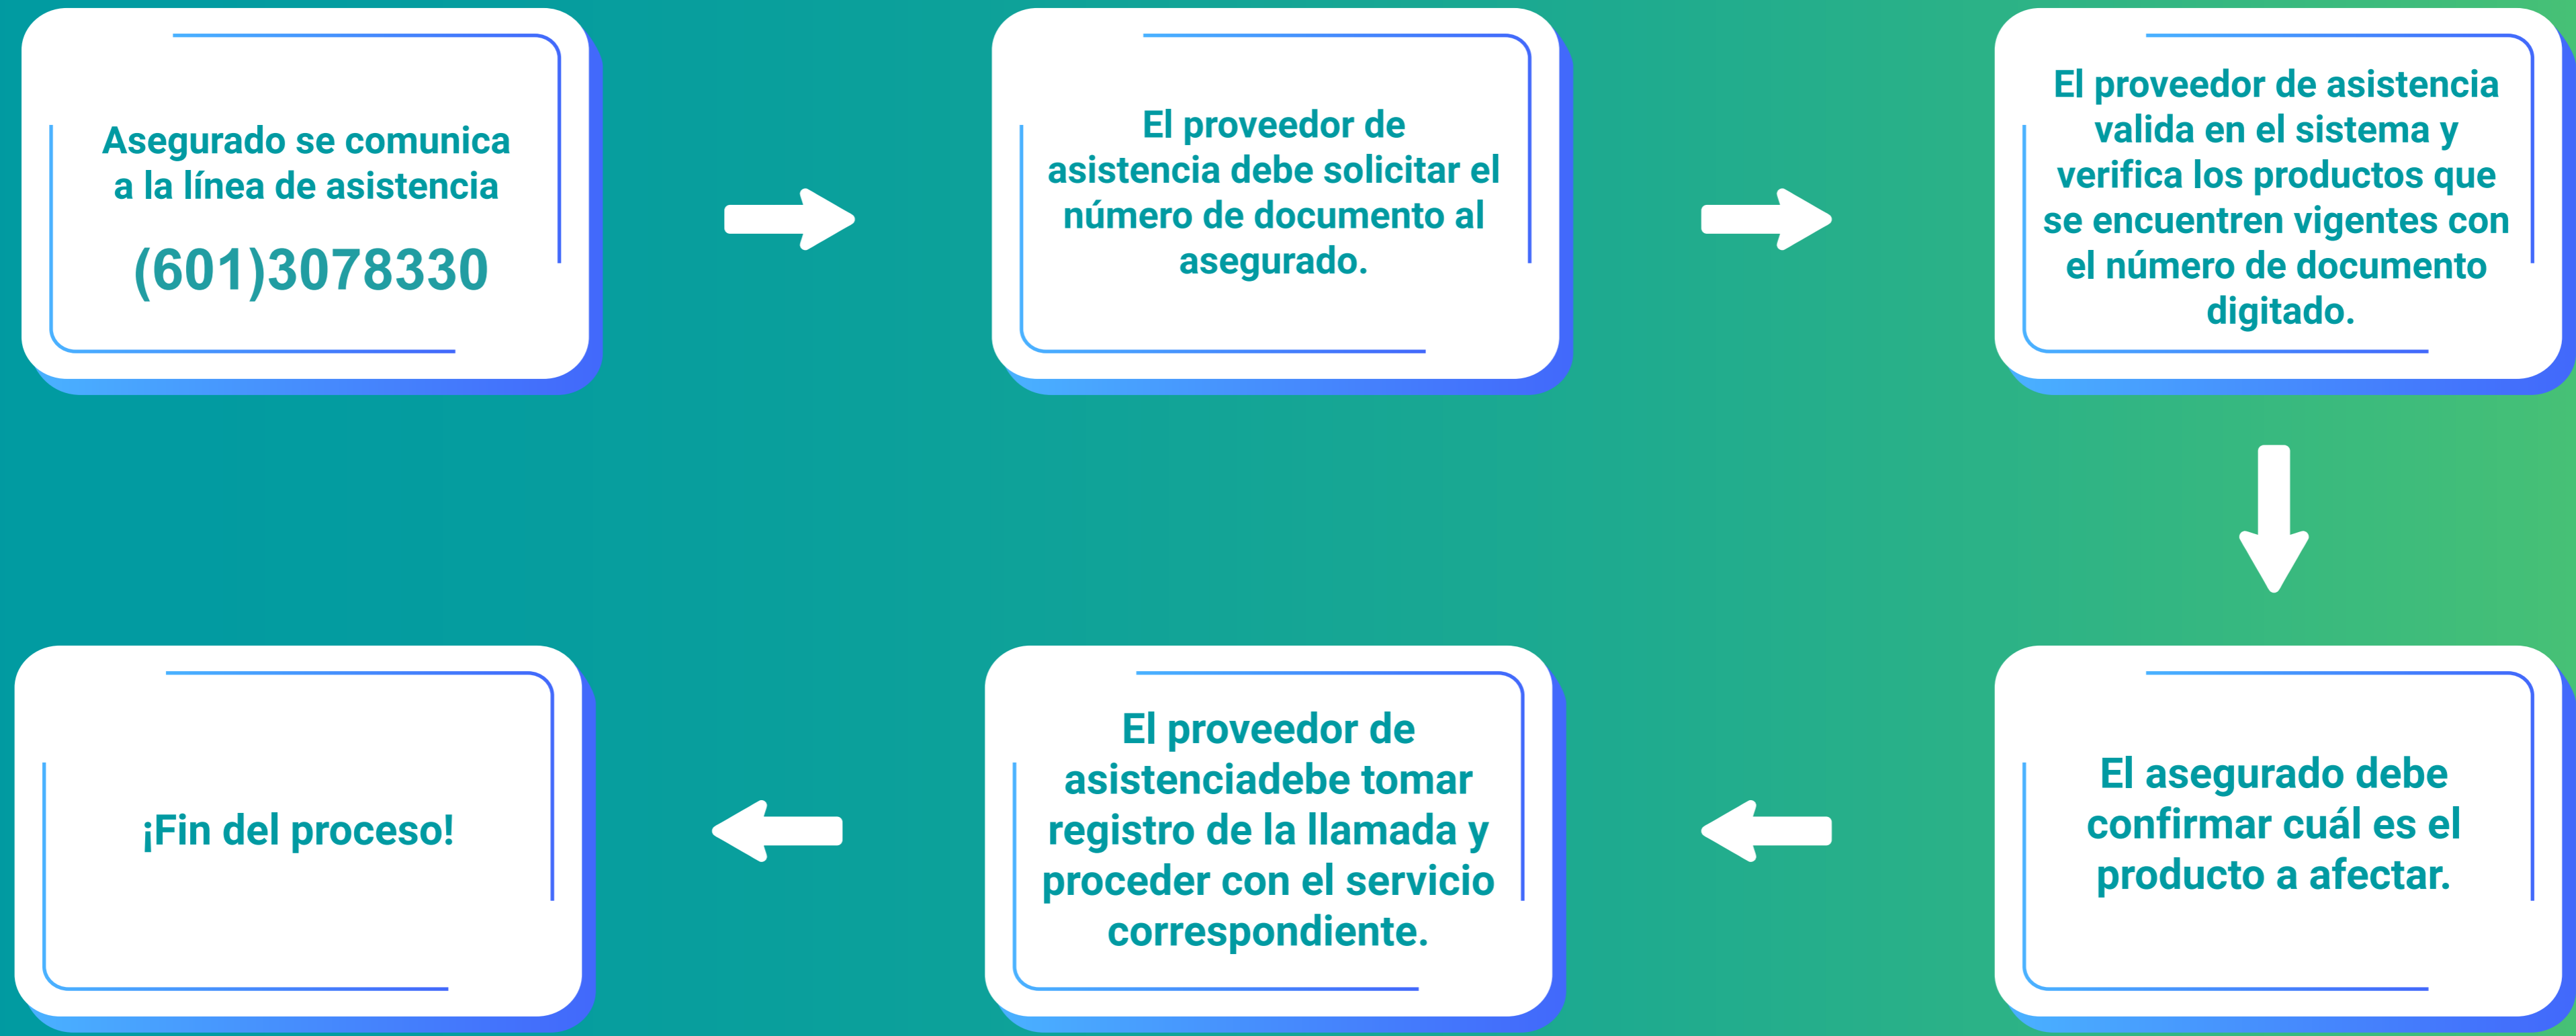 Asegurado se comunica
a la línea de asistencia
(601)3078330
El proveedor de
asistencia debe solicitar el
número de documento al
asegurado.
El proveedor de asistencia
valida en el sistema y
verifica los productos que
se encuentren vigentes con
el número de documento
digitado.
El asegurado debe
confirmar cuál es el
producto a afectar.
El proveedor de
asistenciadebe tomar
registro de la llamada y
proceder con el servicio
correspondiente.
¡Fin del proceso!